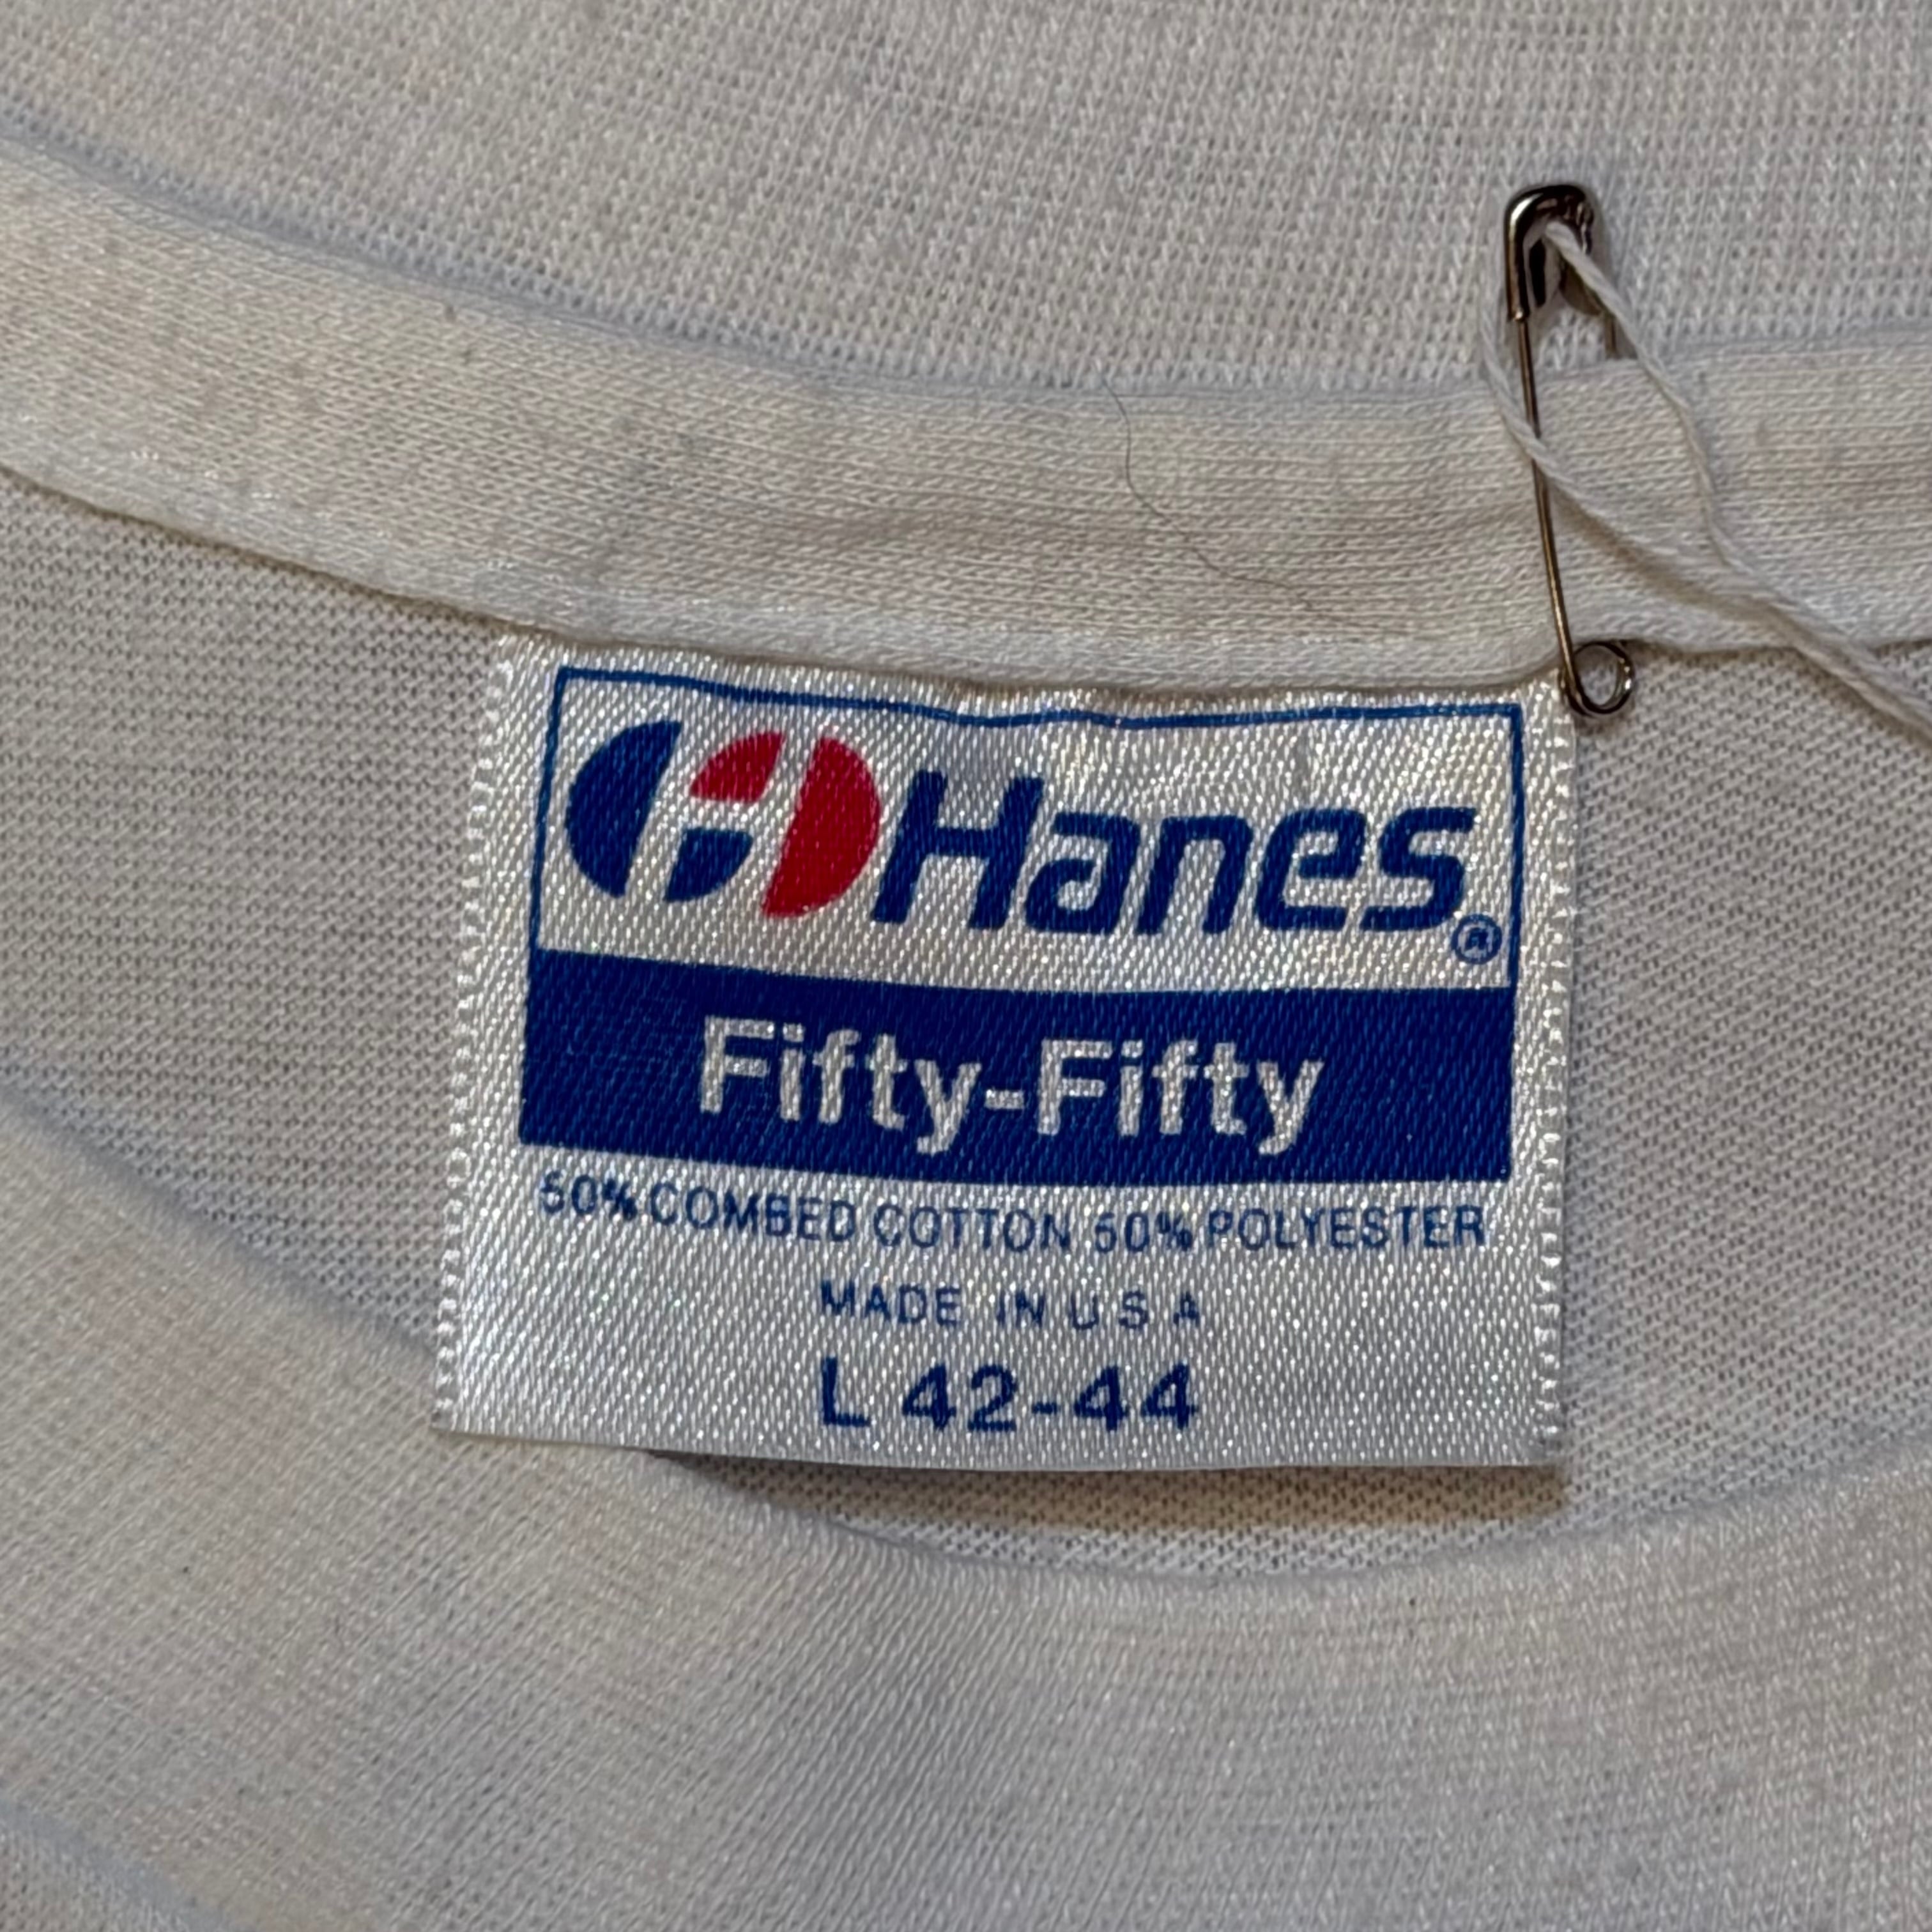 Hanes®
Fifty-Fifty
50% COMBED COTTON 50% POLYESTER
MADE IN U S A
L 42-44